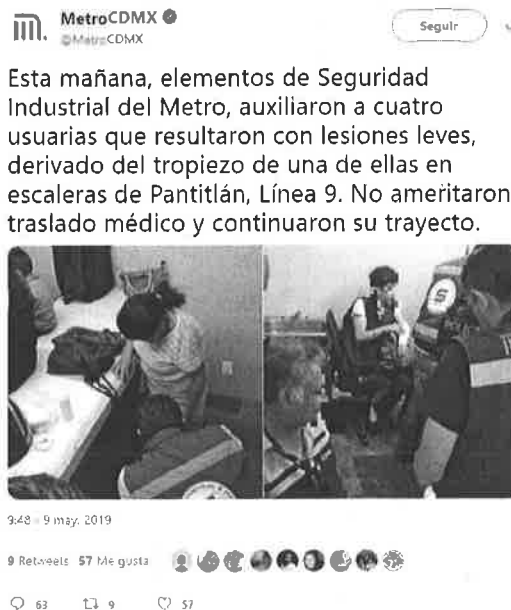 MetroCDMX
@MetroCDMX
Seguir
Esta mañana, elementos de Seguridad
Industrial del Metro, auxiliaron a cuatro
usuarias que resultaron con lesiones leves,
derivado del tropiezo de una de ellas en
escaleras de Pantitlán, Línea 9. No ameritaron
traslado médico y continuaron su trayecto.
9:48 - 9 may. 2019
9 Retweets 57 Me gusta
63 9 57